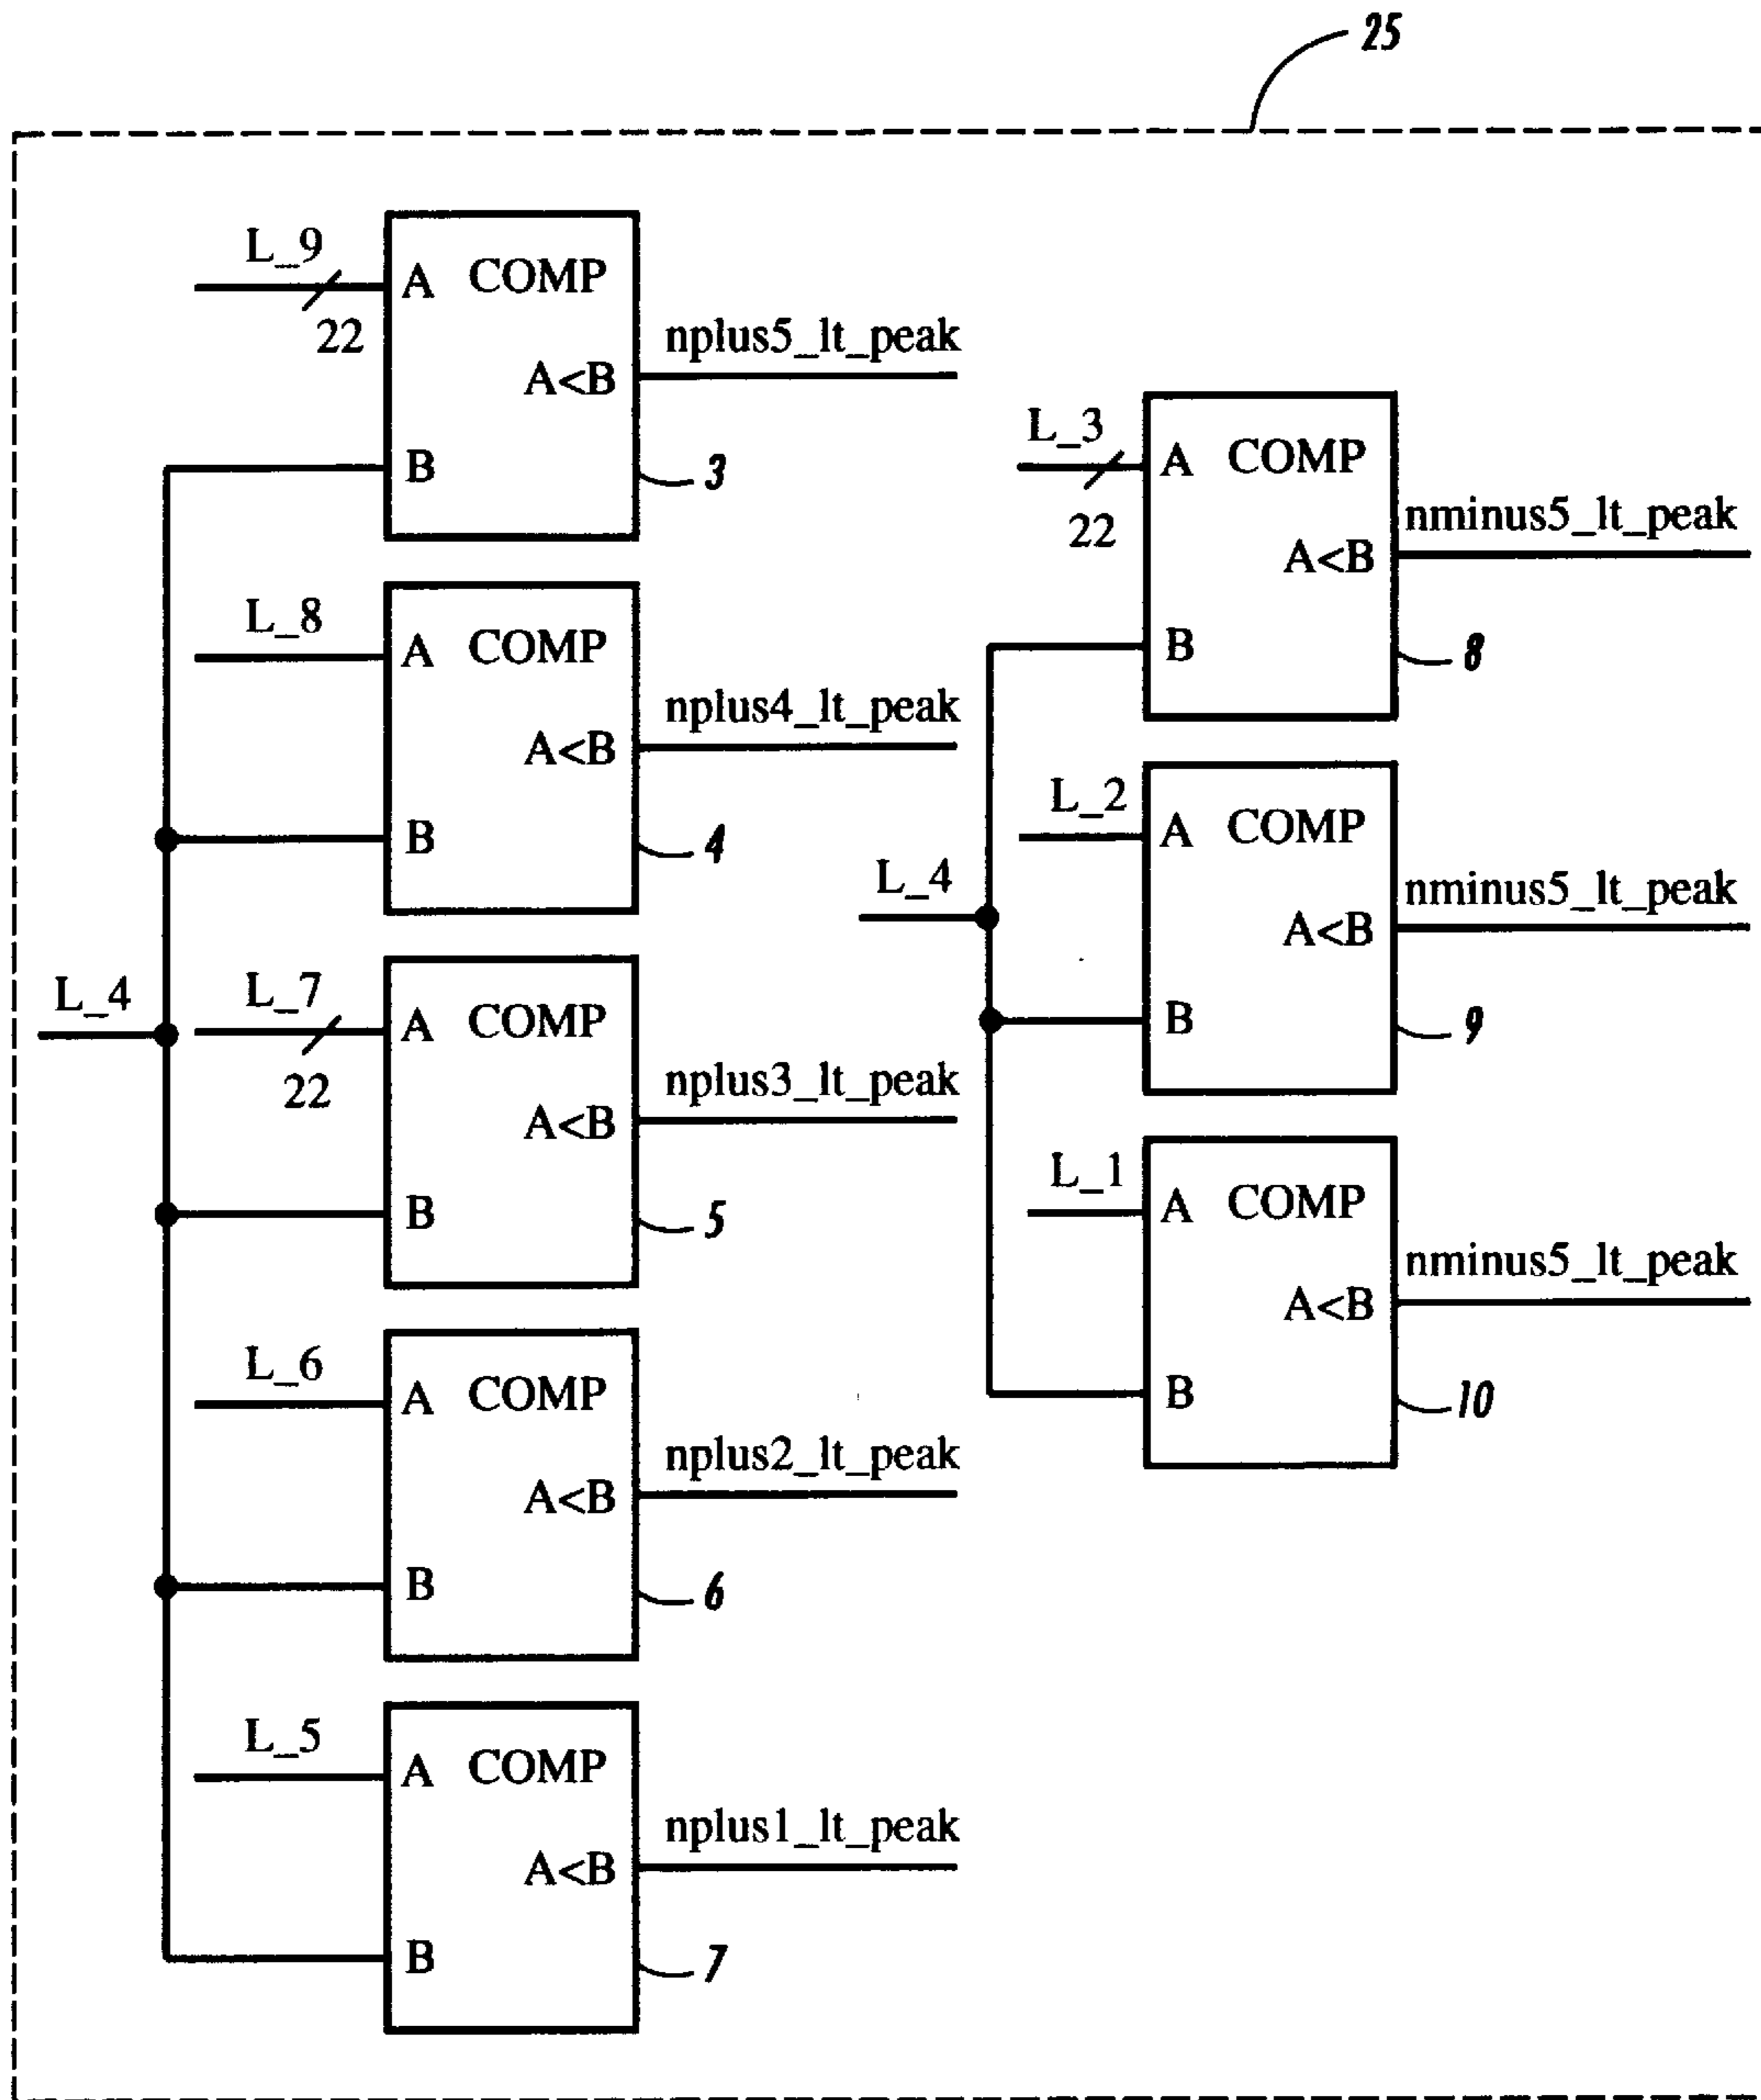 25
L_9
A COMP
22
nplus5_lt_peak
A<B
B
3
L_8
A COMP
nplus4_lt_peak
A<B
B
4
L_4
L_7
A COMP
22
nplus3_lt_peak
A<B
B
5
L_6
A COMP
nplus2_lt_peak
A<B
B
6
L_5
A COMP
nplus1_lt_peak
A<B
B
7
L_3
A COMP
22
nminus5_lt_peak
A<B
B
8
L_4
L_2
A COMP
nminus5_lt_peak
A<B
B
9
L_1
A COMP
nminus5_lt_peak
A<B
B
10